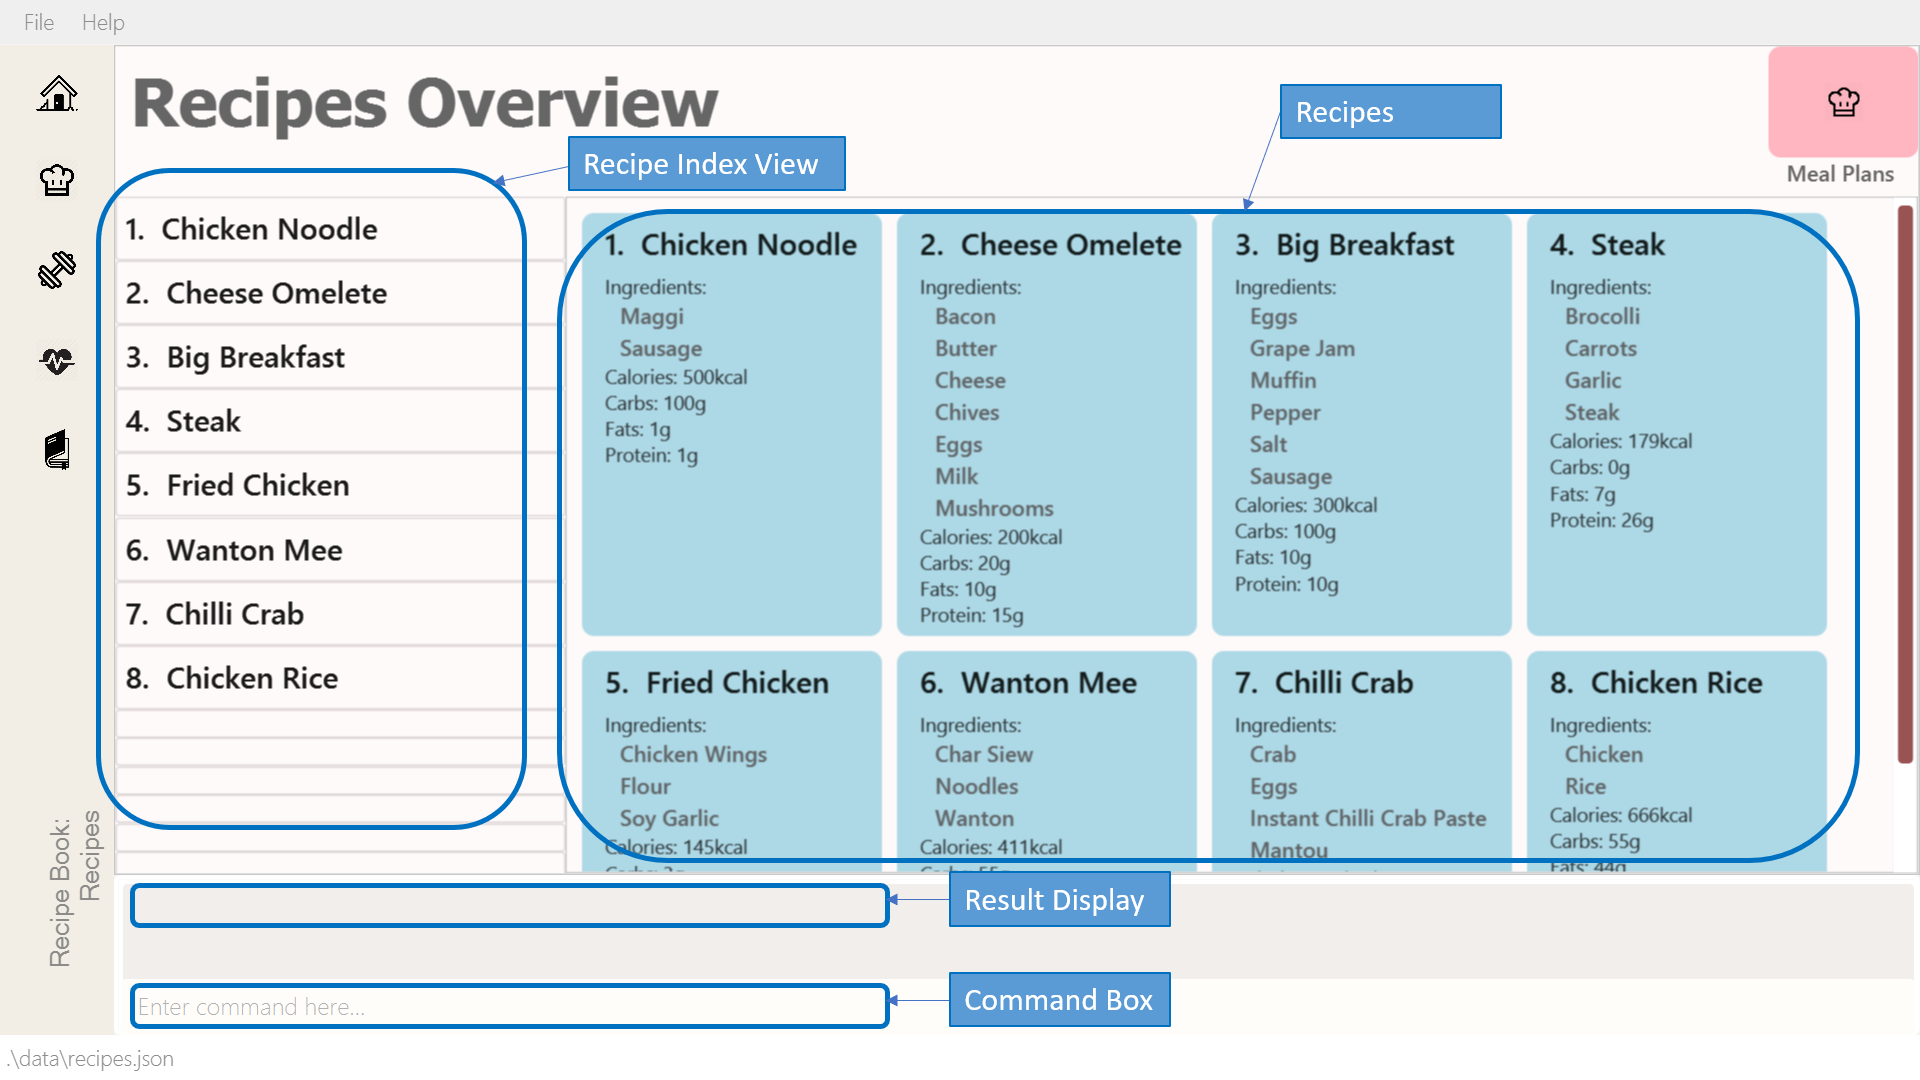 File Help
Recipes Overview
Recipes
Recipe Index View
Meal Plans
1. Chicken Noodle
2. Cheese Omelete
3. Big Breakfast
4. Steak
5. Fried Chicken
6. Wanton Mee
7. Chilli Crab
8. Chicken Rice
1. Chicken Noodle
Ingredients:
Maggi
Sausage
Calories: 500kcal
Carbs: 100g
Fats: 1g
Protein: 1g
2. Cheese Omelete
Ingredients:
Bacon
Butter
Cheese
Chives
Eggs
Milk
Mushrooms
Calories: 200kcal
Carbs: 20g
Fats: 10g
Protein: 15g
3. Big Breakfast
Ingredients:
Eggs
Grape Jam
Muffin
Pepper
Salt
Sausage
Calories: 300kcal
Carbs: 100g
Fats: 10g
Protein: 10g
4. Steak
Ingredients:
Brocolli
Carrots
Garlic
Steak
Calories: 179kcal
Carbs: 0g
Fats: 7g
Protein: 26g
5. Fried Chicken
Ingredients:
Chicken Wings
Flour
Soy Garlic
Calories: 145kcal
6. Wanton Mee
Ingredients:
Char Siew
Noodles
Wanton
Calories: 411kcal
7. Chilli Crab
Ingredients:
Crab
Eggs
Instant Chilli Crab Paste
Mantou
8. Chicken Rice
Ingredients:
Chicken
Rice
Calories: 666kcal
Carbs: 55g
Fats: 44g
Recipe Book:
Recipes
Result Display
Enter command here...
Command Box
.\data\recipes.json